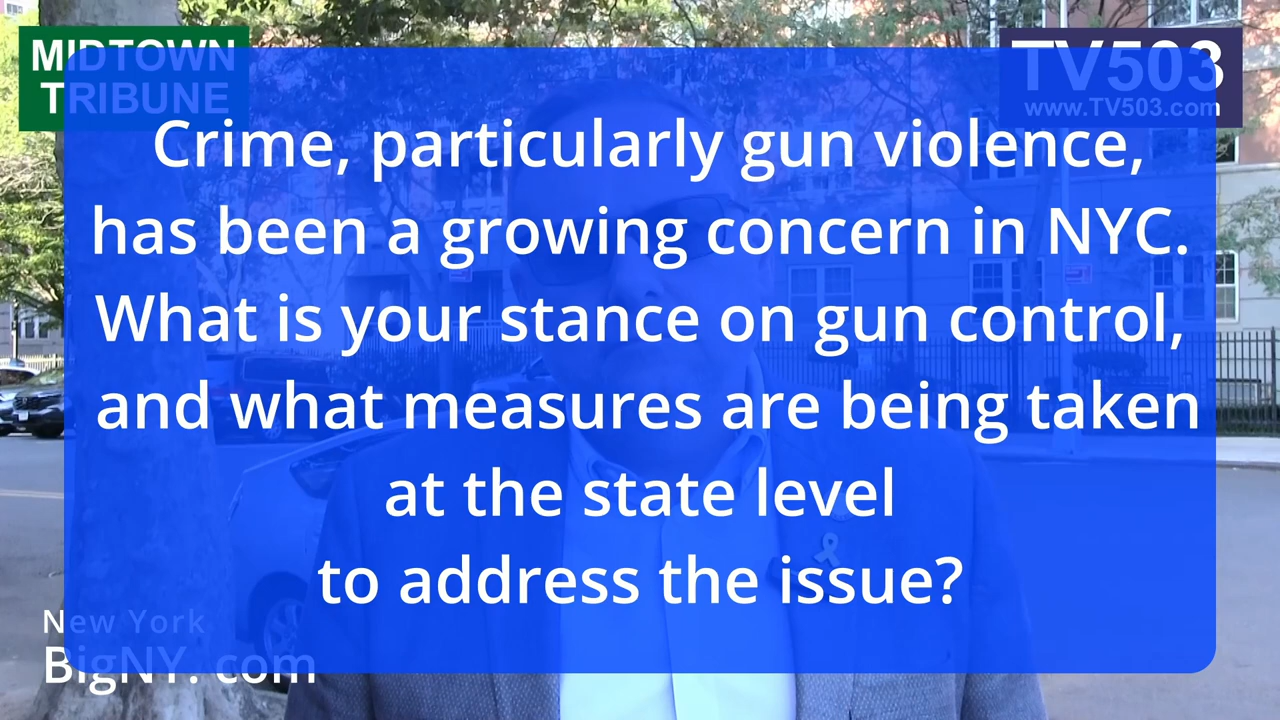 MIDTOWN
TRIBUNE
TV503
www.TV503.com
Crime, particularly gun violence,
has been a growing concern in NYC.
What is your stance on gun control,
and what measures are being taken
at the state level
to address the issue?
New York
BigNY. com